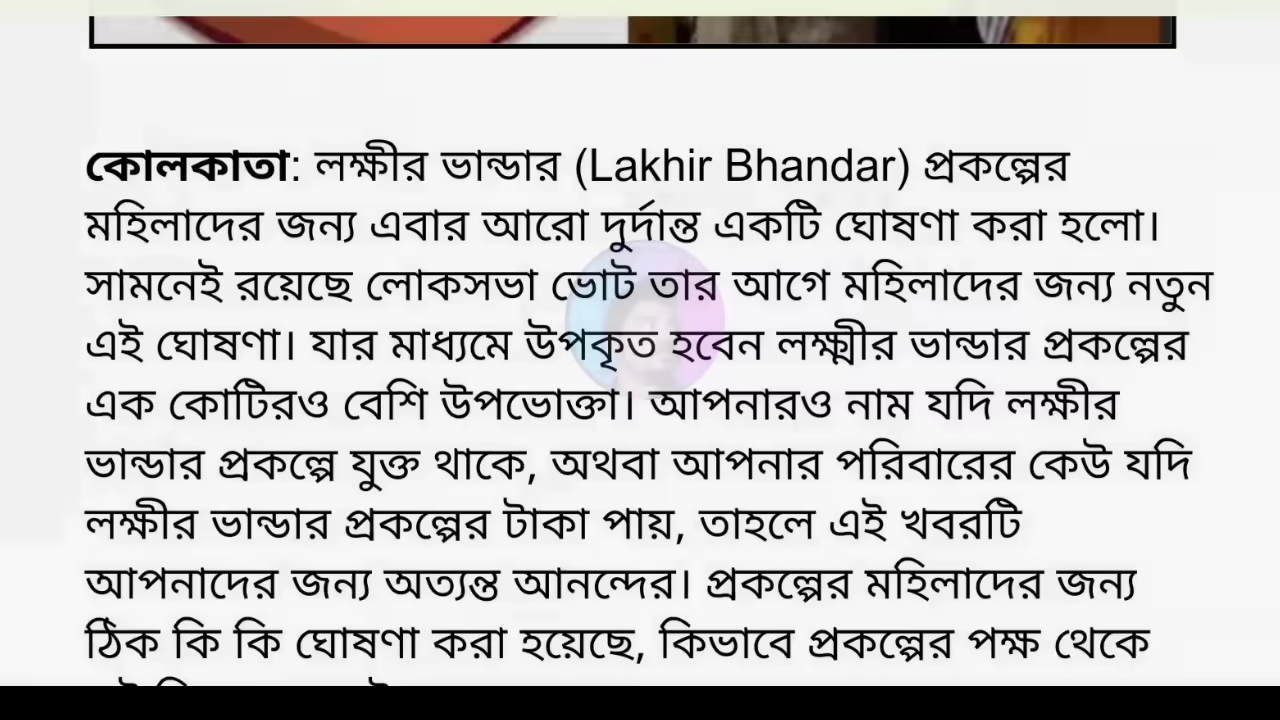 কোলকাতা: লক্ষীর ভান্ডার (Lakhir Bhandar) প্রকল্পের
মহিলাদের জন্য এবার আরো দুর্দান্ত একটি ঘোষণা করা হলো।
সামনেই রয়েছে লোকসভা ভোট তার আগে মহিলাদের জন্য নতুন
এই ঘোষণা। যার মাধ্যমে উপকৃত হবেন লক্ষ্মীর ভান্ডার প্রকল্পের
এক কোটিরও বেশি উপভোক্তা। আপনারও নাম যদি লক্ষীর
ভান্ডার প্রকল্পে যুক্ত থাকে, অথবা আপনার পরিবারের কেউ যদি
লক্ষীর ভান্ডার প্রকল্পের টাকা পায়, তাহলে এই খবরটি
আপনাদের জন্য অত্যন্ত আনন্দের। প্রকল্পের মহিলাদের জন্য
ঠিক কি কি ঘোষণা করা হয়েছে, কিভাবে প্রকল্পের পক্ষ থেকে